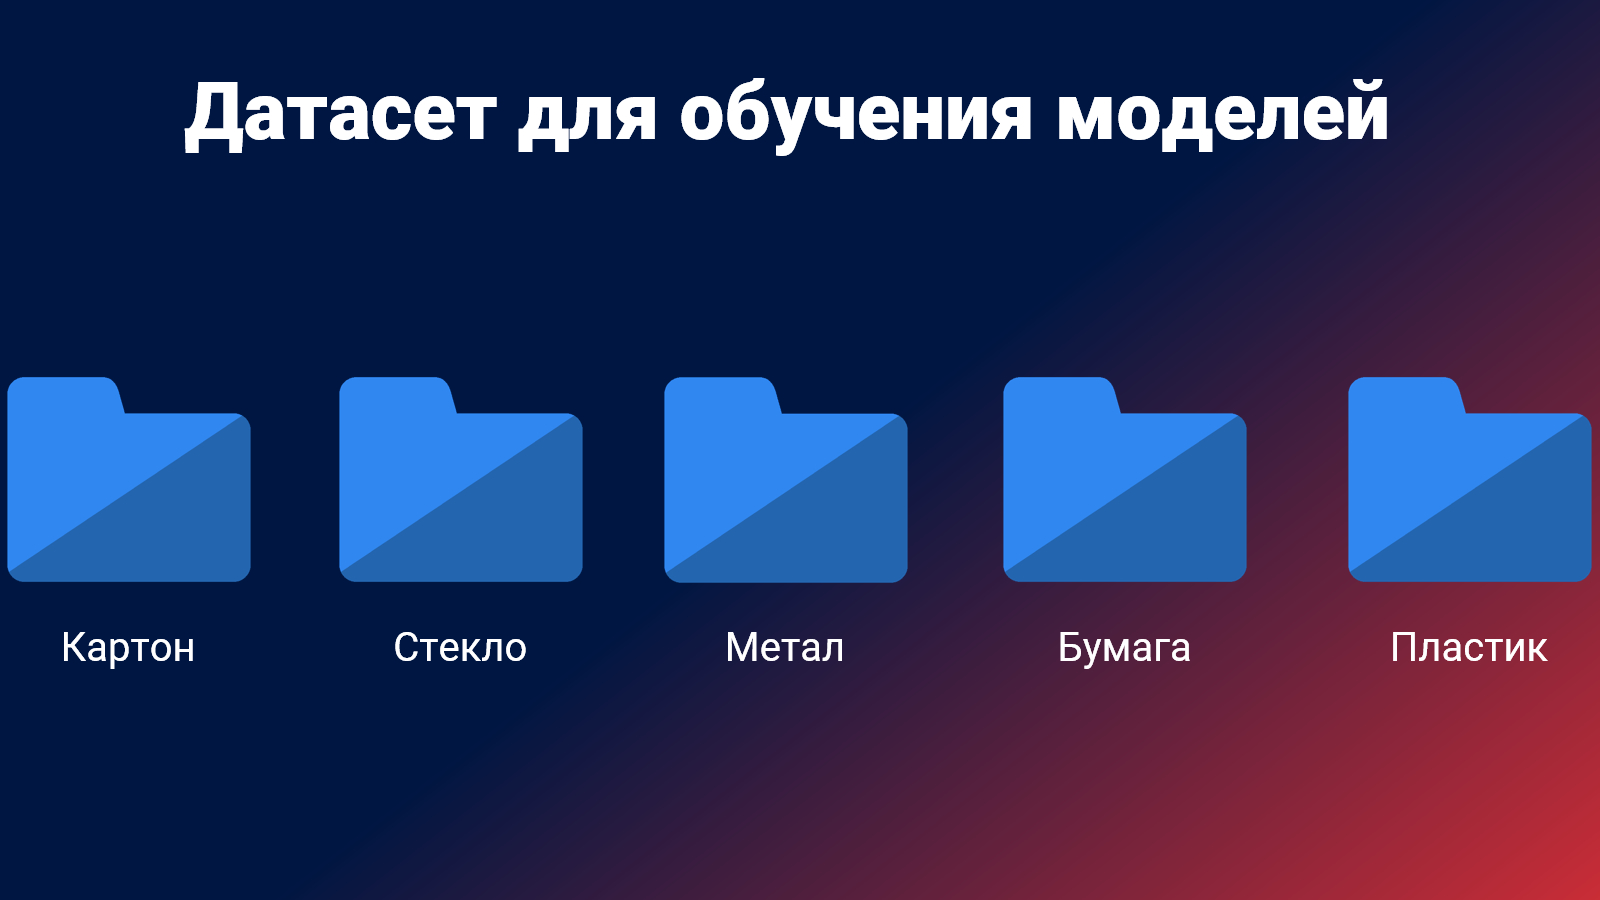 Датасет для обучения моделей
Картон
Стекло
Метал
Бумага
Пластик